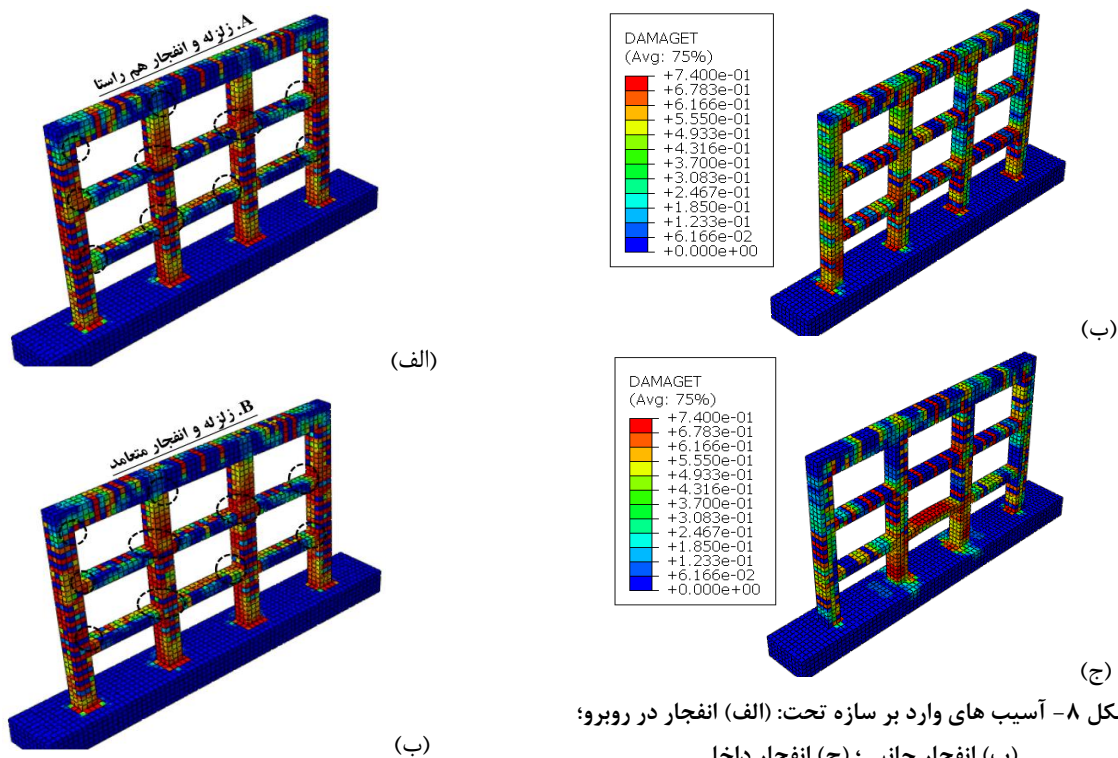 DAMAGET
(Avg: 75%)
+7.400e-01
+6.783e-01
+6.166e-01
+5.550e-01
+4.933e-01
+4.316e-01
+3.700e-01
+3.083e-01
+2.467e-01
+1.850e-01
+1.233e-01
+6.166e-02
+0.000e+00
(ب)
DAMAGET
(Avg: 75%)
+7.400e-01
+6.783e-01
+6.166e-01
+5.550e-01
+4.933e-01
+4.316e-01
+3.700e-01
+3.083e-01
+2.467e-01
+1.850e-01
+1.233e-01
+6.166e-02
+0.000e+00
(ج)
کل ۸- آسیب های وارد بر سازه تحت: (الف) انفجار در روبرو؛
(ب) انفجار جانبی؛ (ج) انفجار داخلی
A. زلزله و انفجار هم راستا
(الف)
B. زلزله و انفجار متعامد
(ب)